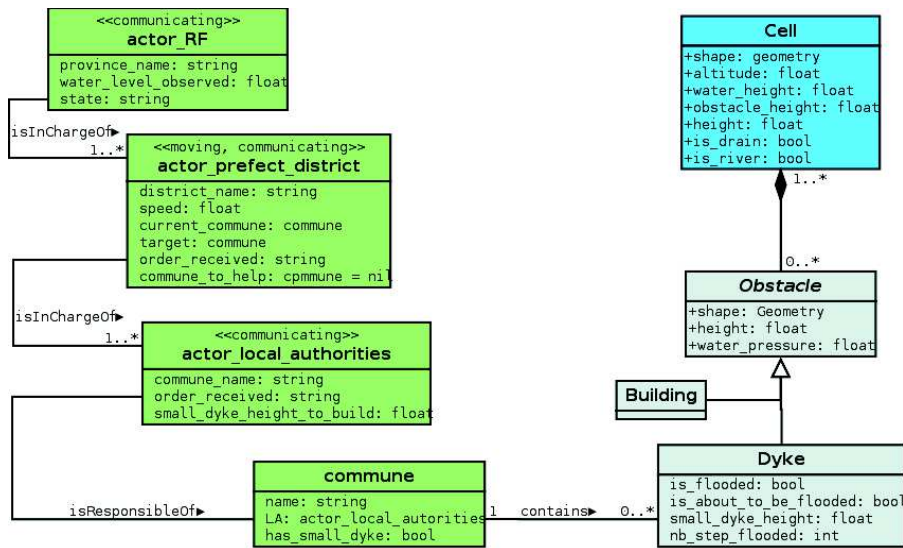 <<communicating>>
actor_RF
province_name: string
water_level_observed: float
state: string
isInChargeOf▶
1..*
<<moving, communicating>>
actor_prefect_district
district_name: string
speed: float
current_commune: commune
target: commune
order_received: string
commune_to_help: cpmmune = nil
isInChargeOf▶
1..*
<<communicating>>
actor_local_authorities
commune_name: string
order_received: string
small_dyke_height_to_build: float
isResponsibleOf▶
commune
name: string
LA: actor_local_autorities
has_small_dyke: bool
1 contains▶ 0..*
Cell
+shape: geometry
+altitude: float
+water_height: float
+obstacle_height: float
+height: float
+is_drain: bool
+is_river: bool
1..*
0..*
Obstacle
+shape: Geometry
+height: float
+water_pressure: float
Building
Dyke
is_flooded: bool
is_about_to_be_flooded: bool
small_dyke_height: float
nb_step_flooded: int